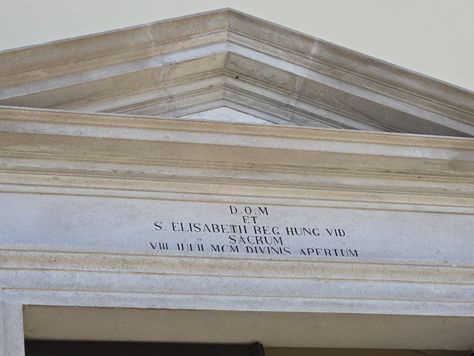 D.O.M
ET
S. ELISABETH REG. HUNG VID.
SACRUM
VIII IULII MCM DIVINIS APERTUM